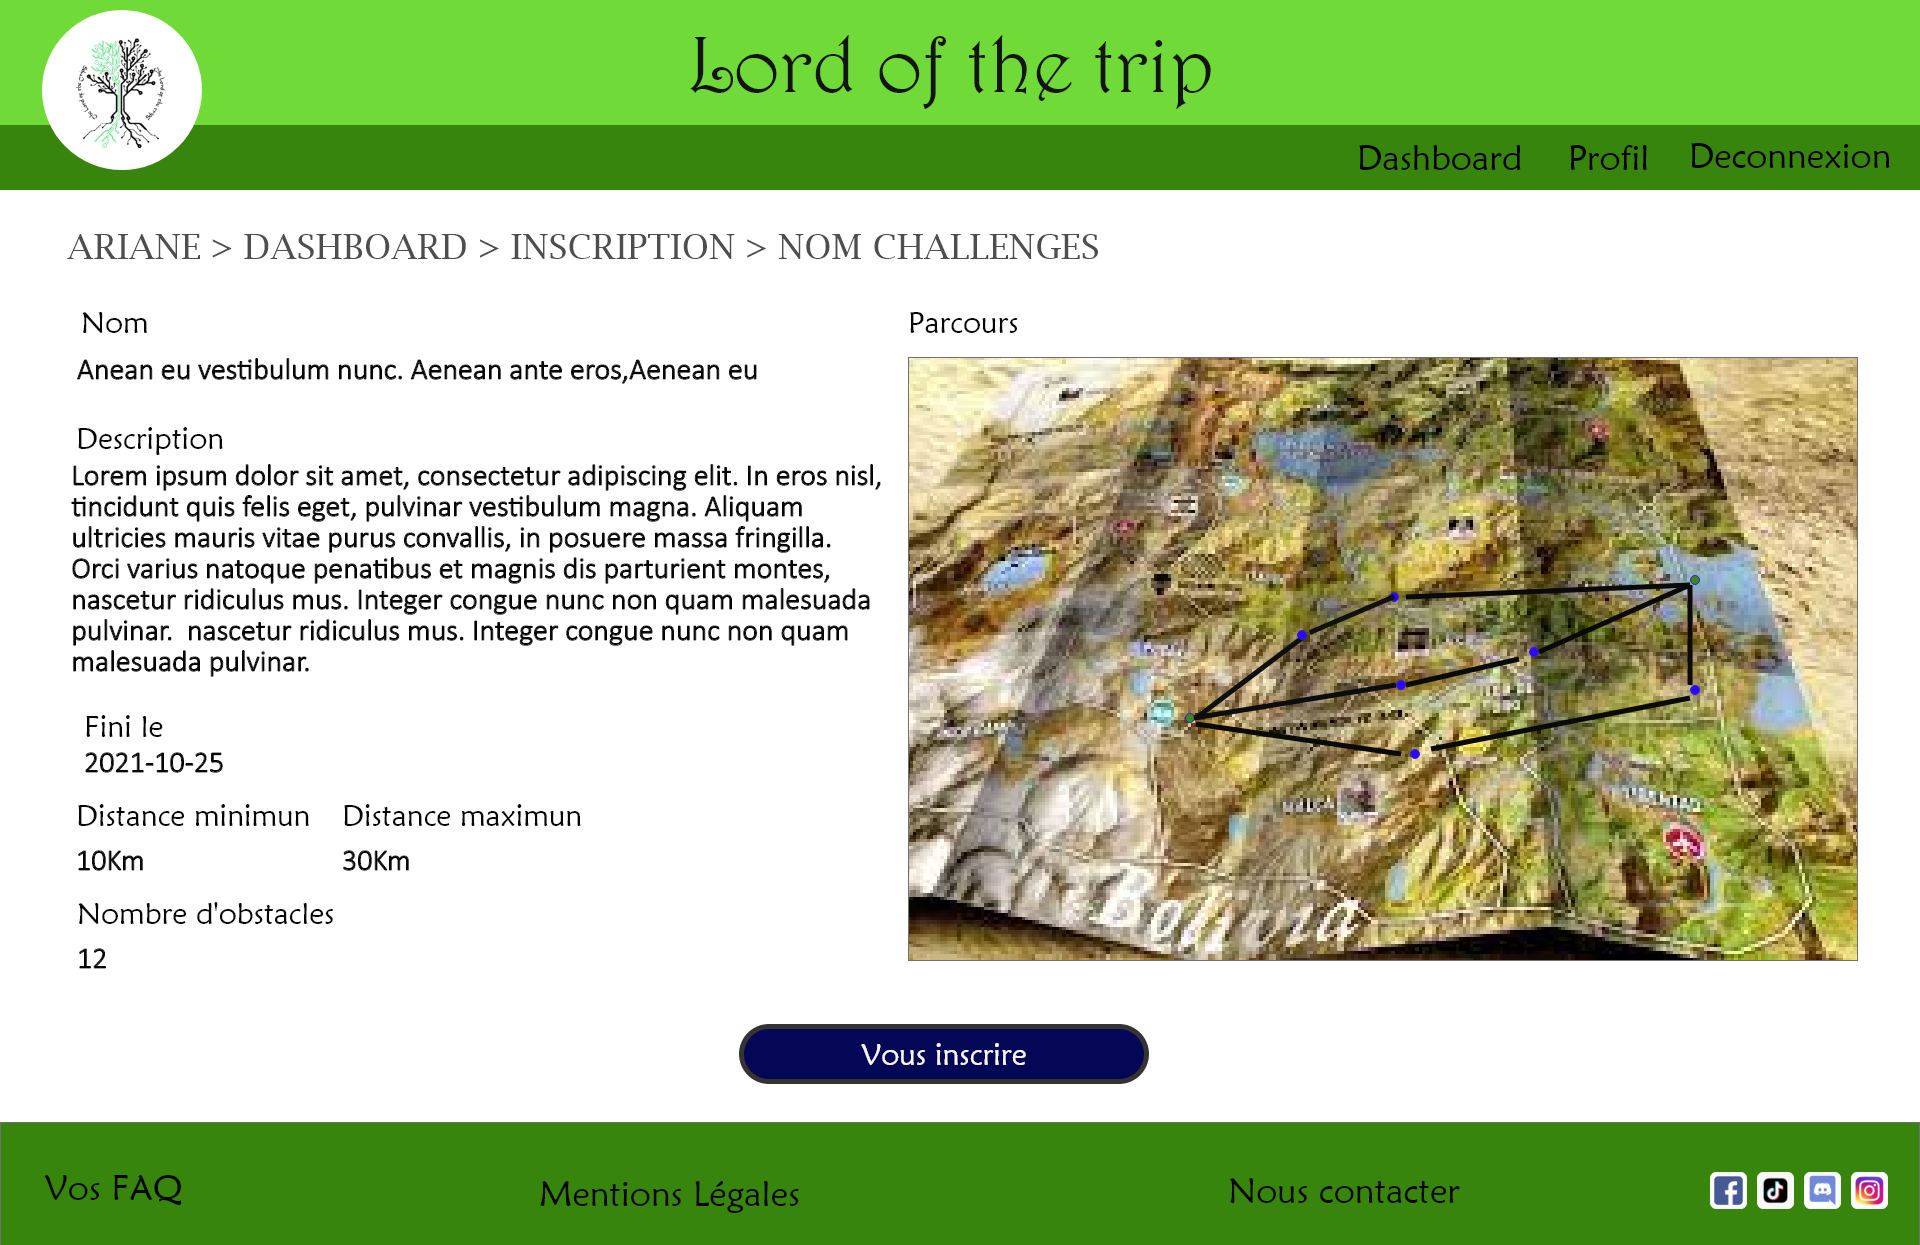 Lord of the trip
Dashboard Profil Deconnexion
ARIANE > DASHBOARD > INSCRIPTION > NOM CHALLENGES
Nom
Anean eu vestibulum nunc. Aenean ante eros,Aenean eu
Description
Lorem ipsum dolor sit amet, consectetur adipiscing elit. In eros nisl,
tincidunt quis felis eget, pulvinar vestibulum magna. Aliquam
ultricies mauris vitae purus convallis, in posuere massa fringilla.
Orci varius natoque penatibus et magnis dis parturient montes,
nascetur ridiculus mus. Integer congue nunc non quam malesuada
pulvinar.  nascetur ridiculus mus. Integer congue nunc non quam
malesuada pulvinar.
Fini le
2021-10-25
Distance minimun Distance maximun
10Km 30Km
Nombre d'obstacles
12
Parcours
Vous inscrire
Vos FAQ
Mentions Légales
Nous contacter